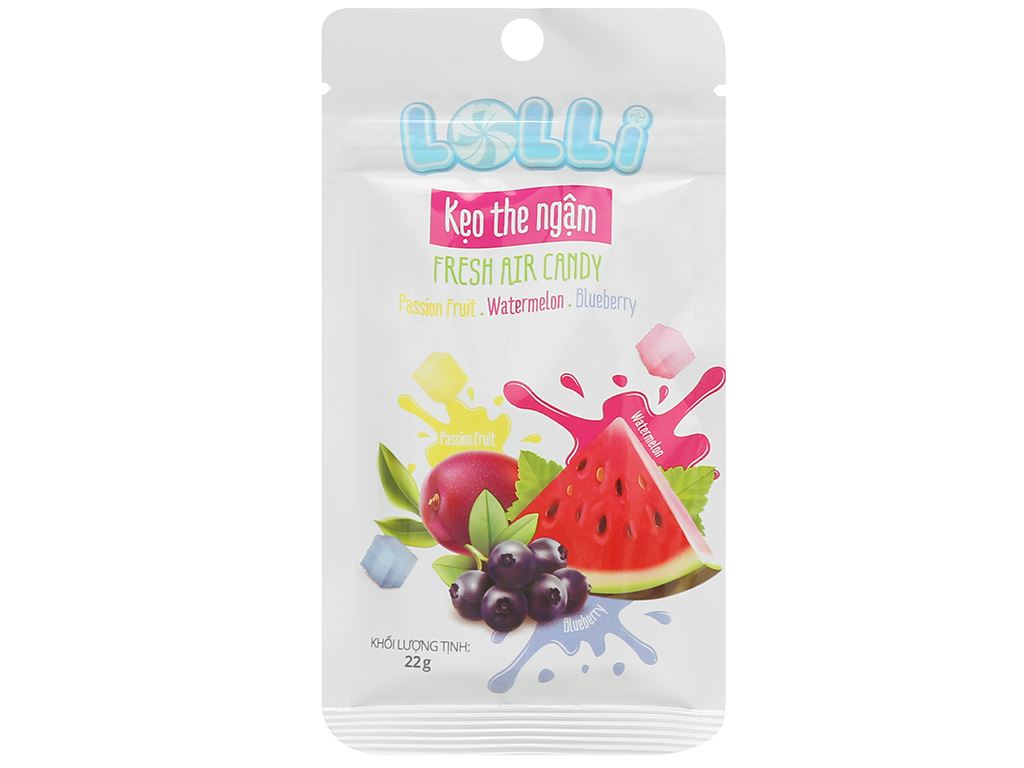 LOLLi
Kẹo the ngậm
FRESH AIR CANDY
Passion Fruit . Watermelon . Blueberry
Passion Fruit
Watermelon
Blueberry
KHỐI LƯỢNG TỊNH:
22g